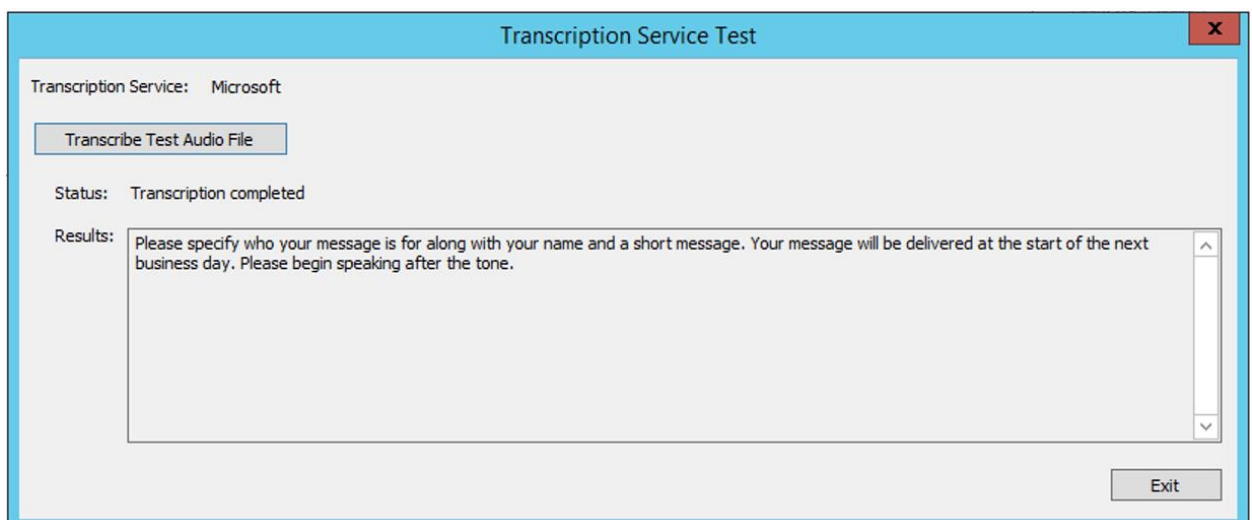 Transcription Service Test
x
Transcription Service: Microsoft
Transcribe Test Audio File
Status: Transcription completed
Results: Please specify who your message is for along with your name and a short message. Your message will be delivered at the start of the next
business day. Please begin speaking after the tone.
Exit